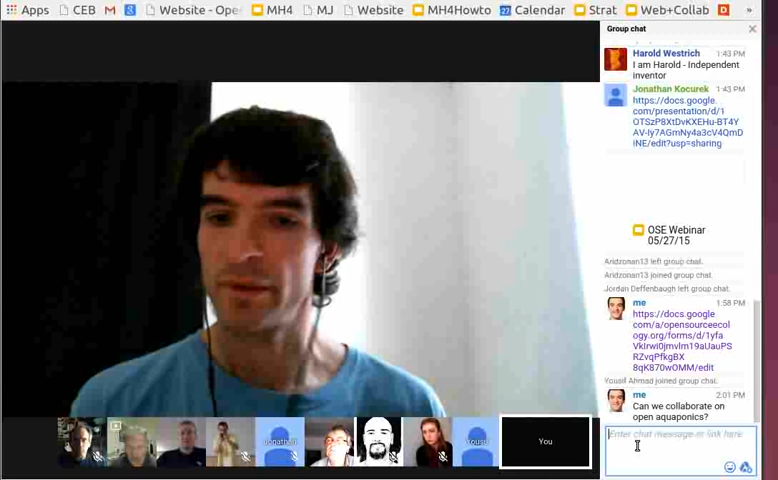 Apps CEB Website - Ope MH4 MJ Website MH4Howto 27 Calendar Strat Web+Collab »
Group chat
Harold Westrich 1:43 PM
I am Harold - Independent
inventor
Jonathan Kocurek 1:43 PM
https://docs.google.
com/presentation/d/1
OTSzP8XtDvKXEHu-BT4Y
AV-Iy7AGmNy4a3cV4QmD
iNE/edit?usp=sharing
OSE Webinar
05/27/15
Aridzonan13 left group chat.
Aridzonan13 joined group chat.
Jordan Deffenbaugh left group chat.
me 1:58 PM
https://docs.google
com/a/opensourceecol
ogy.org/forms/d/1yfa
VkIrwi0jmvlm19aUauPS
RZvqPfkgBX
8qK870wOMM/edit
Yousif Ahmad joined group chat.
me 2:01 PM
Can we collaborate on
open aquaponics?
Enter chat message or link here
Jonathan
Yousif
You